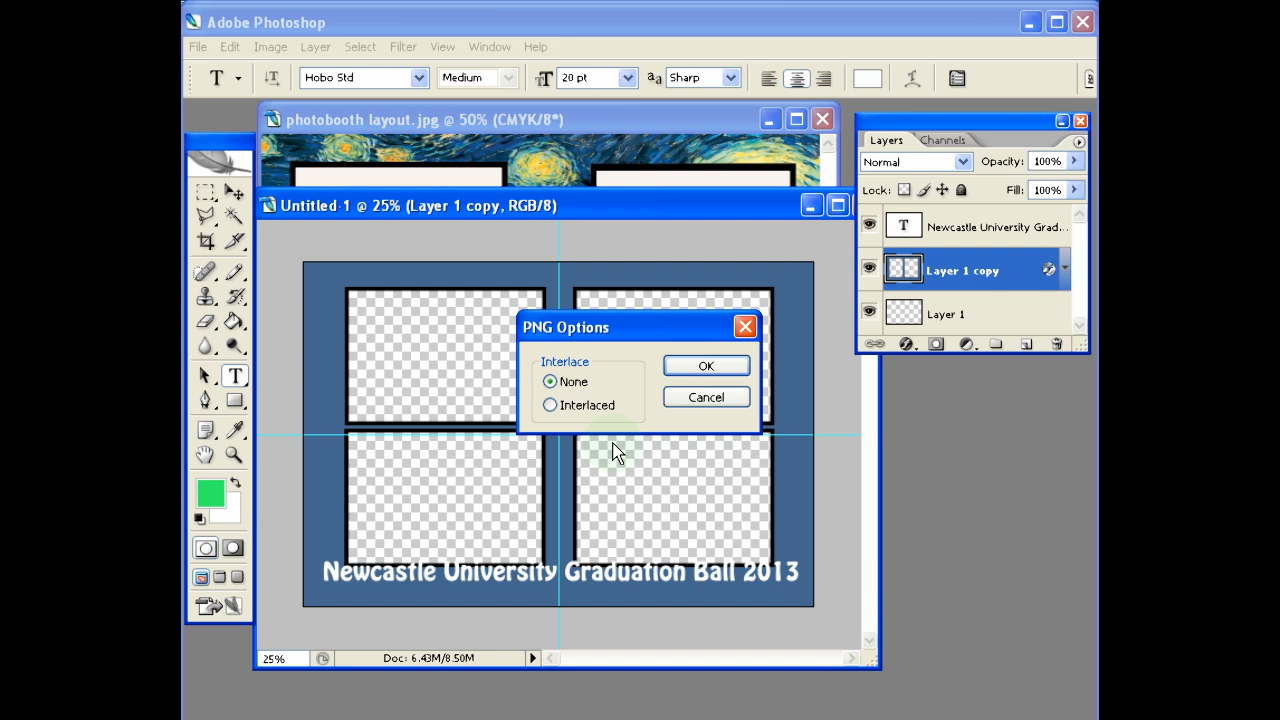 Adobe Photoshop
File Edit Image Layer Select Filter View Window Help
T Hobo Std Medium T 20 pt aa Sharp
photobooth layout.jpg @ 50% (CMYK/8*)
Layers Channels
Normal Opacity: 100%
Lock: Fill: 100%
Untitled-1 @ 25% (Layer 1 copy, RGB/8)
T Newcastle University Grad...
Layer 1 copy
Layer 1
PNG Options
Interlace
None
Interlaced
OK
Cancel
T
Newcastle University Graduation Ball 2013
25% Doc: 6.43M/8.50M